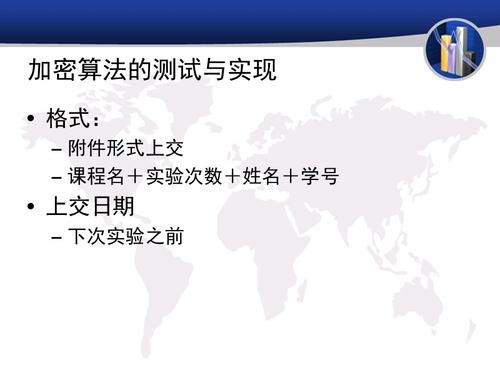 加密算法的测试与实现
• 格式：
– 附件形式上交
– 课程名＋实验次数＋姓名＋学号
• 上交日期
– 下次实验之前